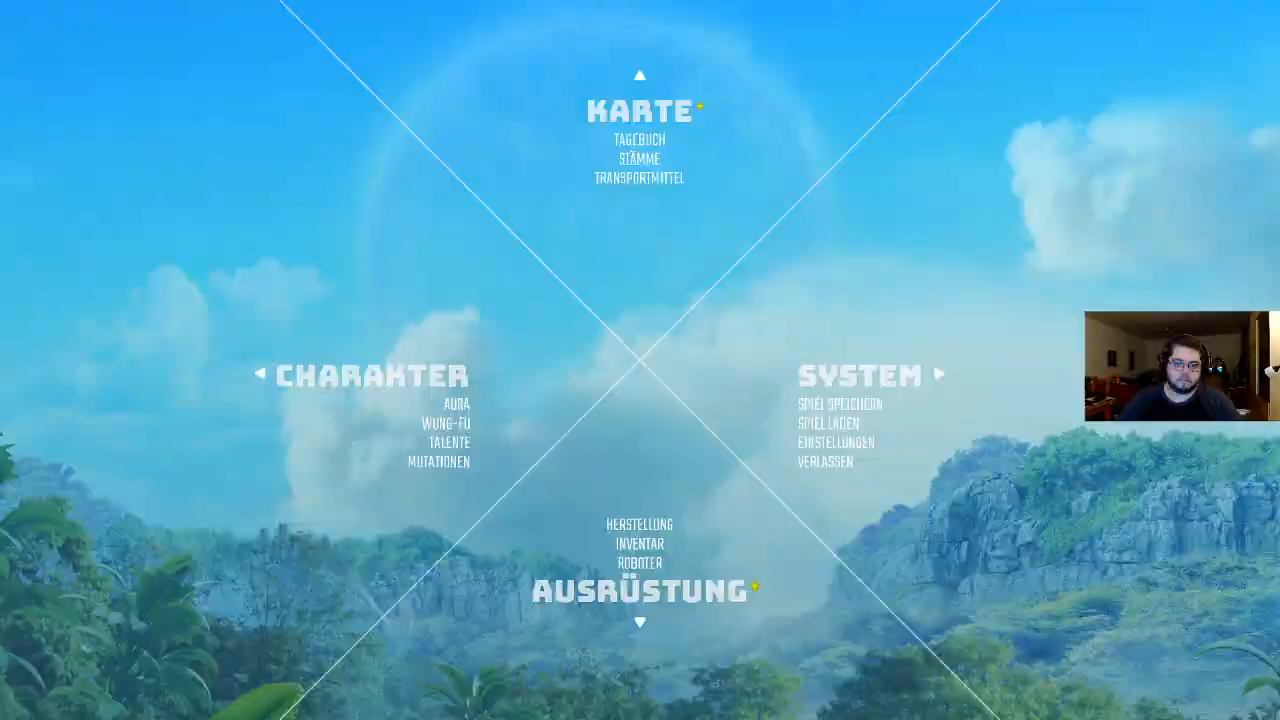 KARTE
TAGEBUCH
STÄMME
TRANSPORTMITTEL
CHARAKTER
AURA
WUNG-FU
TALENTE
MUTATIONEN
SYSTEM
SPIEL SPEICHERN
SPIEL LADEN
EINSTELLUNGEN
VERLASSEN
HERSTELLUNG
INVENTAR
ROBOTER
AUSRÜSTUNG